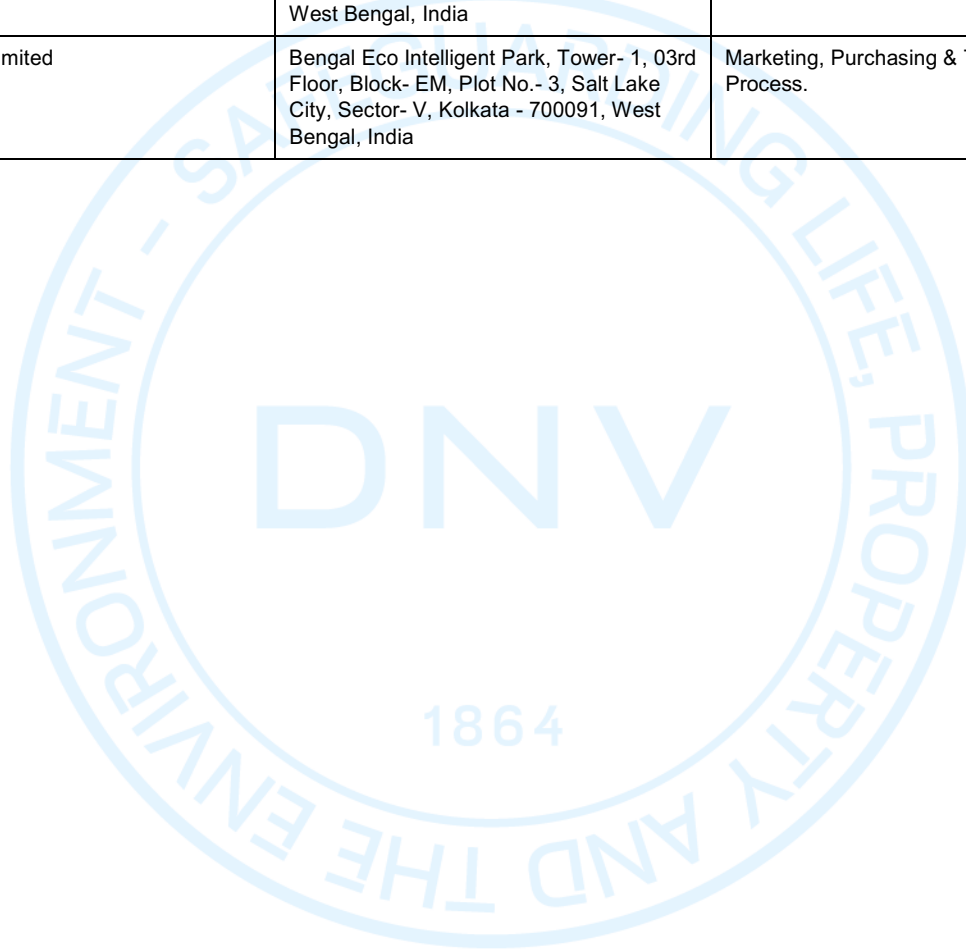 West Bengal, India
mited
Bengal Eco Intelligent Park, Tower- 1, 03rd
Floor, Block- EM, Plot No.- 3, Salt Lake
City, Sector- V, Kolkata - 700091, West
Bengal, India
Marketing, Purchasing &
Process.
SAFEGUARDING LIFE, PROPERTY AND THE ENVIRONMENT -
DNV
1864